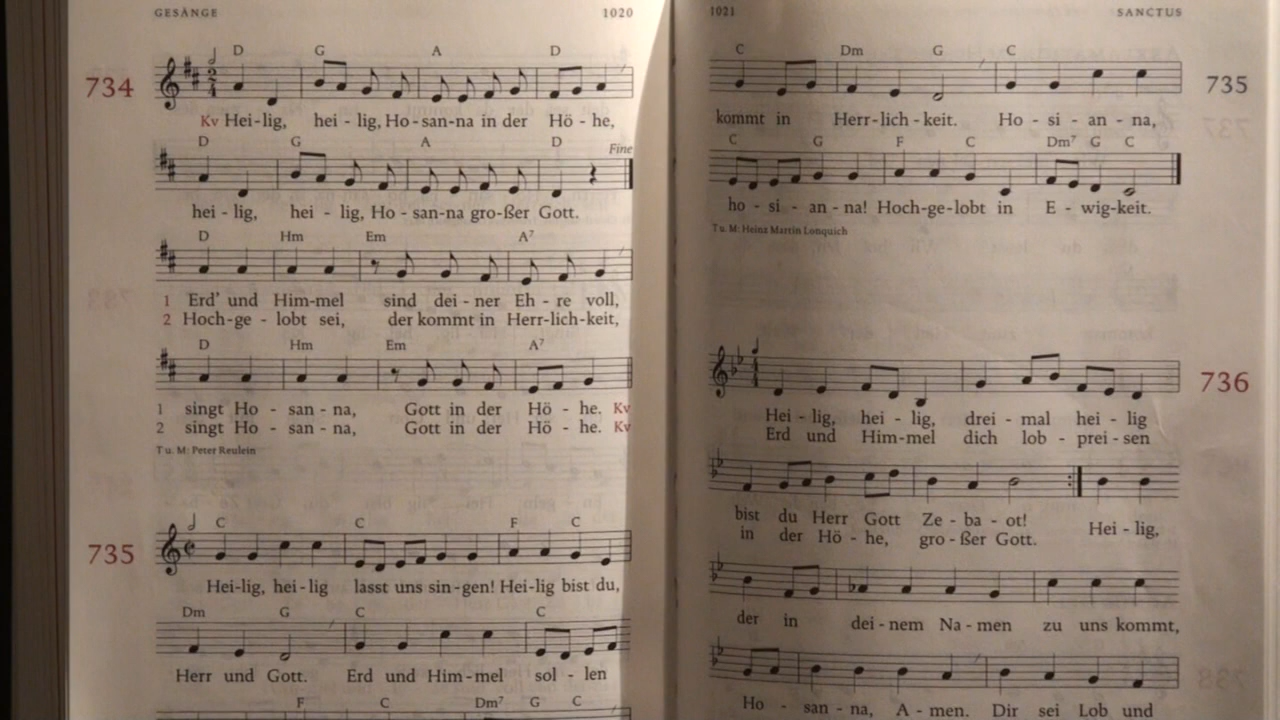 GESÄNGE 1020
D G A D
734
Kv Hei-lig, hei - lig, Ho - san-na in der Hö - he,
D G A D Fine
hei - lig, hei - lig, Ho - san-na gro-ßer Gott.
D Hm Em A7
1 Erd' und Him-mel sind dei - ner Eh - re voll,
2 Hoch-ge - lobt sei, der kommt in Herr-lich-keit,
D Hm Em A7
1 singt Ho - san - na, Gott in der Hö - he. Kv
2 singt Ho - san - na, Gott in der Hö - he. Kv
T u. M: Peter Reulein
C C F C
735
Hei-lig, hei - lig lasst uns sin-gen! Hei-lig bist du,
Dm G C C
Herr und Gott. Erd und Him-mel sol - len
F C Dm7 G C
1021 SANCTUS
C Dm G C
735
kommt in Herr-lich-keit. Ho - si - an - na,
C G F C Dm7 G C
ho - si - an - na! Hoch-ge-lobt in E - wig-keit.
T u. M: Heinz Martin Lonquich
736
Hei - lig, hei - lig, drei - mal hei - lig
Erd und Him-mel dich lob - prei - sen
bist du Herr Gott Ze - ba - ot! Hei - lig,
in der Hö - he, gro - ßer Gott.
der in dei - nem Na - men zu uns kommt,
Ho - san - na, A - men. Dir sei Lob und